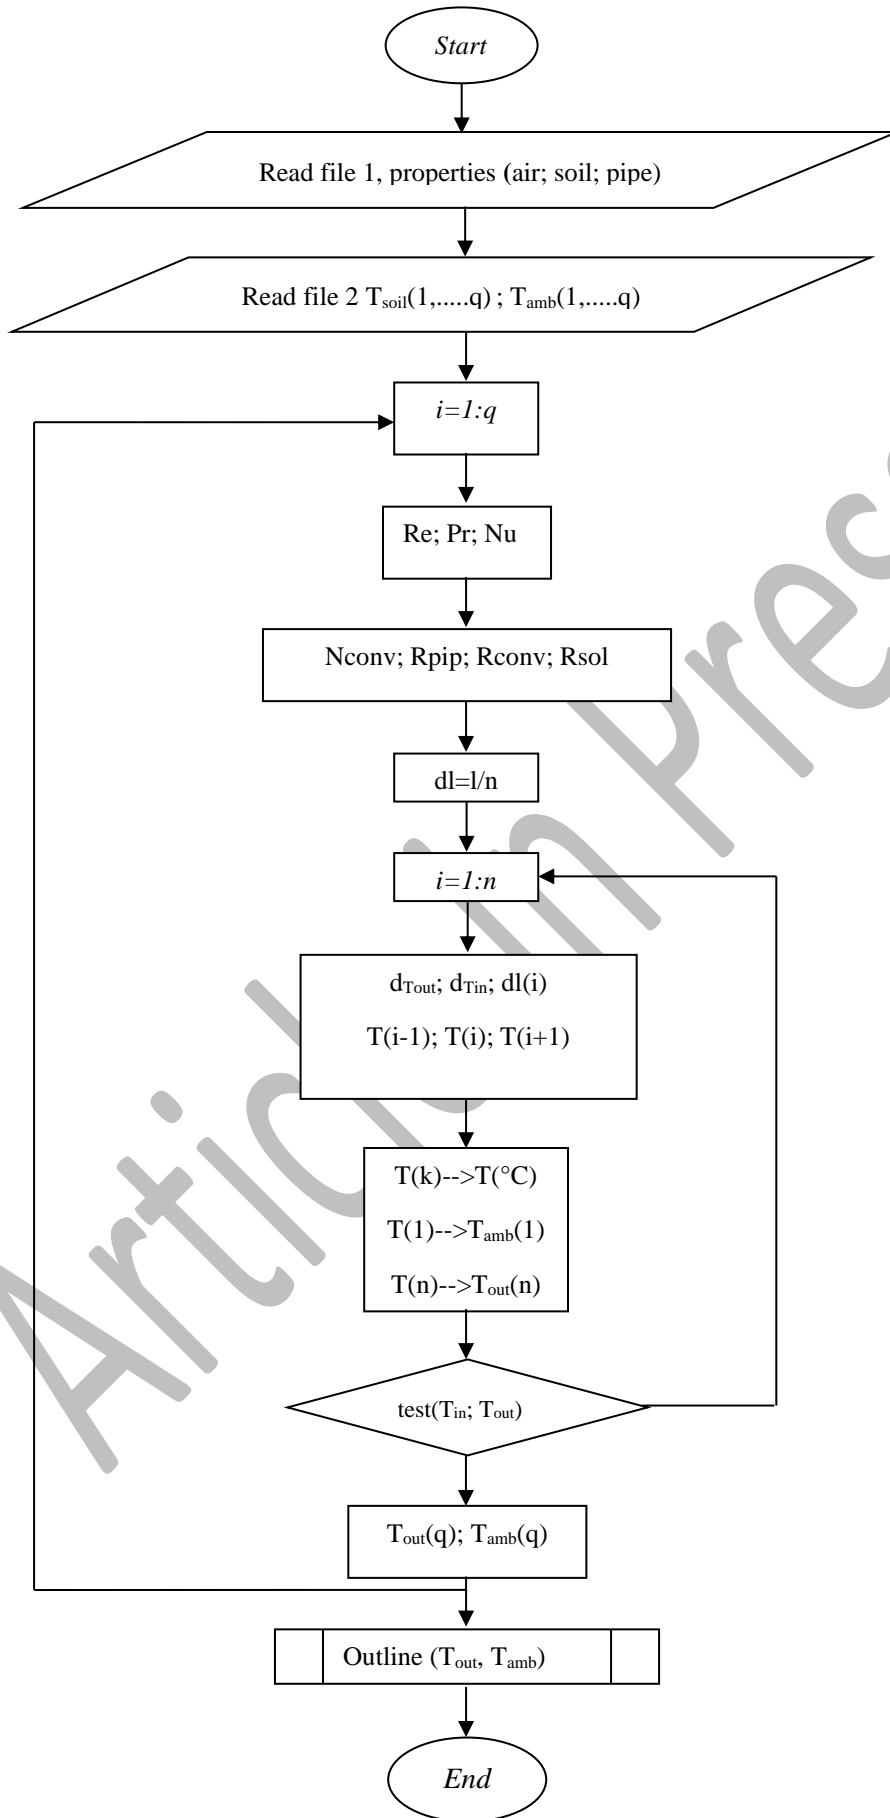 Start
Read file 1, properties (air; soil; pipe)
Read file 2 Tsoil(1,.....q) ; Tamb(1,.....q)
i=1:q
Re; Pr; Nu
Nconv; Rpip; Rconv; Rsol
dl=l/n
i=1:n
dTout; dTin; dl(i)
T(i-1); T(i); T(i+1)
T(k)-->T(°C)
T(1)-->Tamb(1)
T(n)-->Tout(n)
test(Tin; Tout)
Tout(q); Tamb(q)
Outline (Tout, Tamb)
End
Article In Press